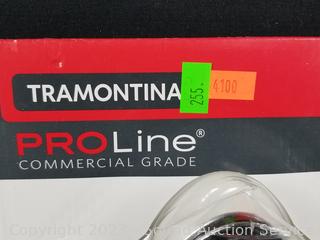 TRAMONTINA
255.
4100
PROLine®
COMMERCIAL GRADE